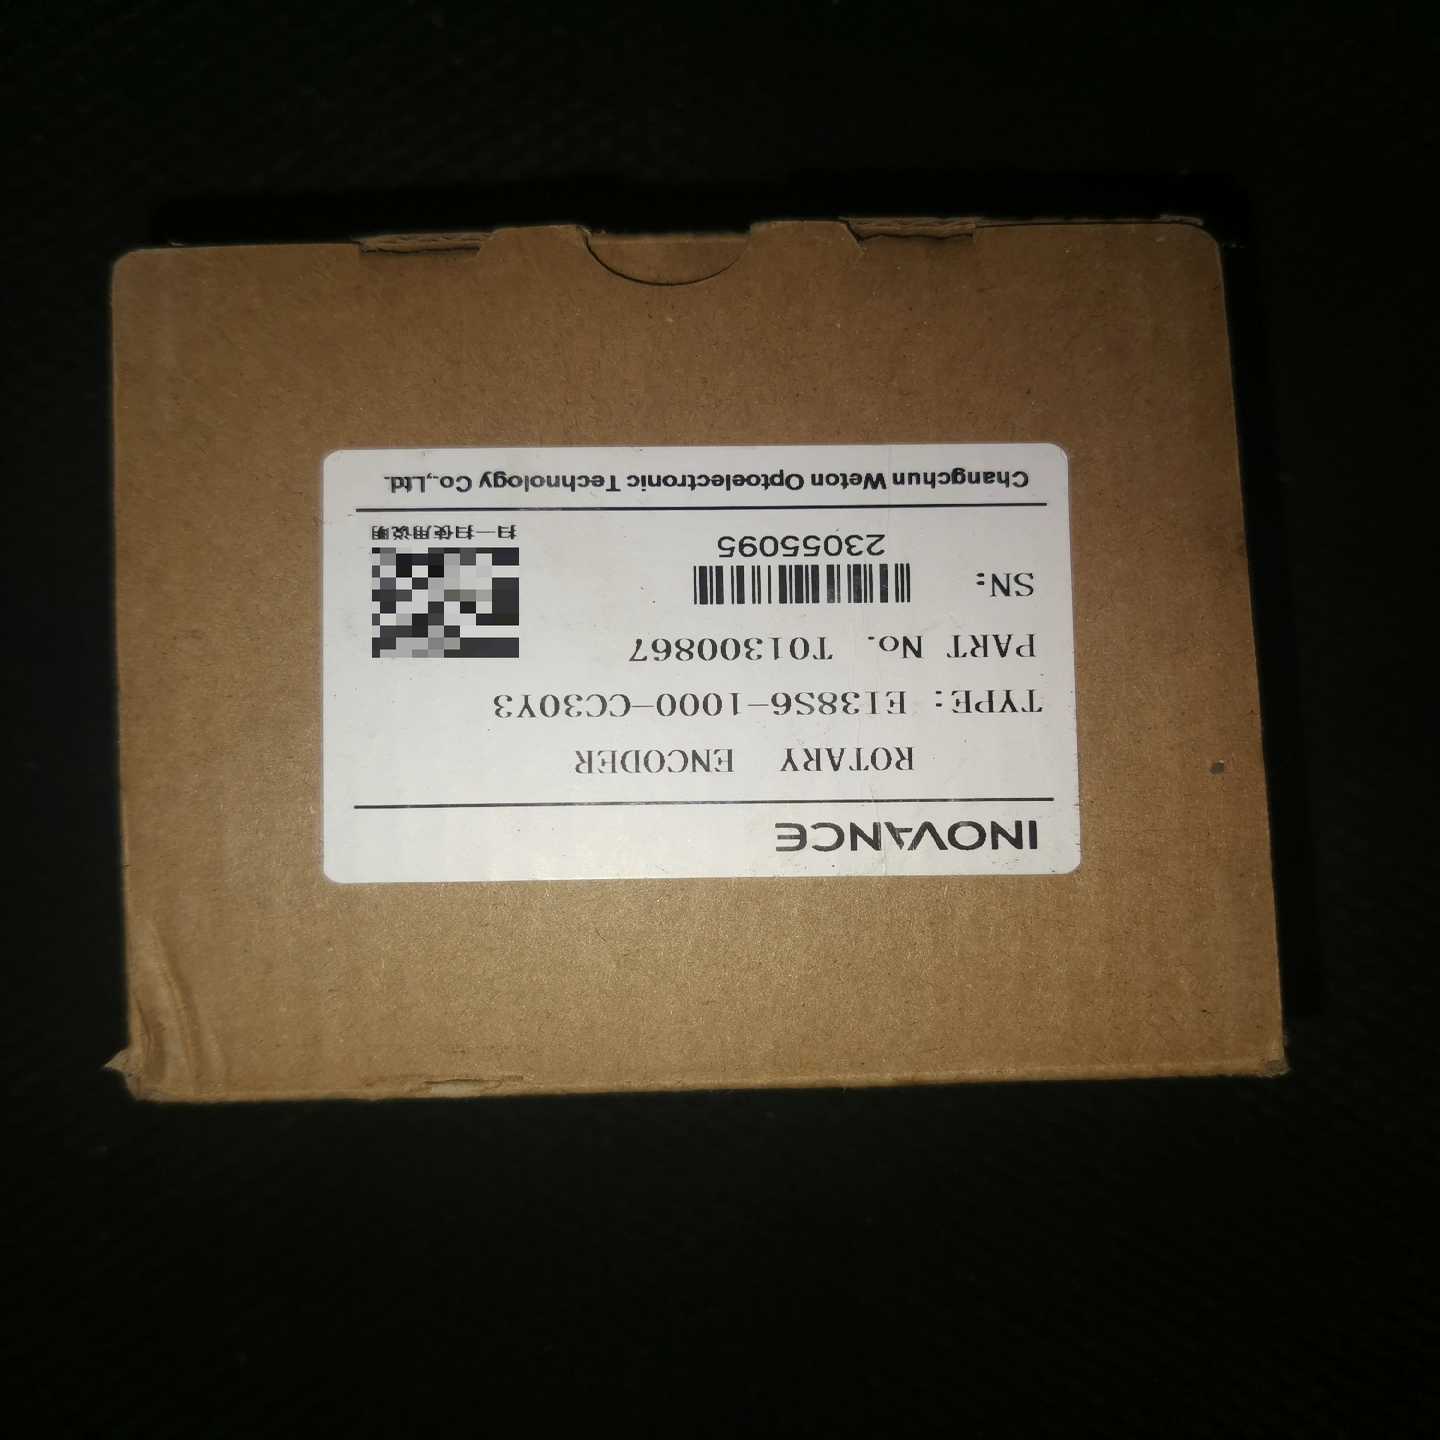 INOVANCE
ROTARY ENCODER
TYPE: EI38S6-1000-CC30Y3
PART No. T01300867
SN:
23055095
扫一扫使用说明
Changchun Weton Optoelectronic Technology Co.,Ltd.